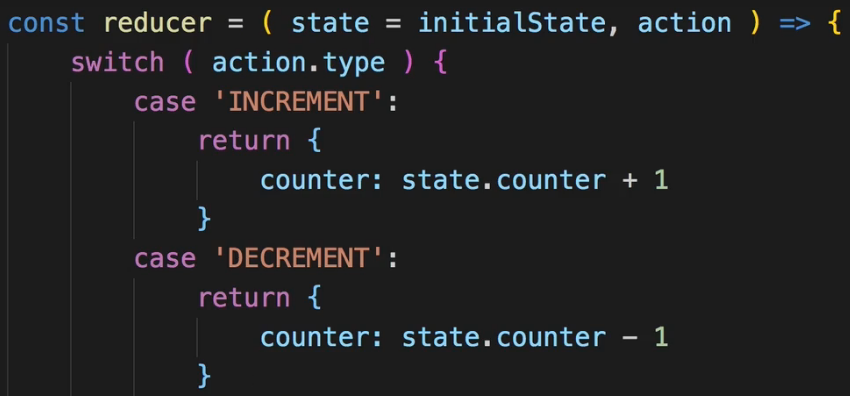 const reducer = ( state = initialState, action ) => {
    switch ( action.type ) {
        case 'INCREMENT':
            return {
                counter: state.counter + 1
            }
        case 'DECREMENT':
            return {
                counter: state.counter - 1
            }